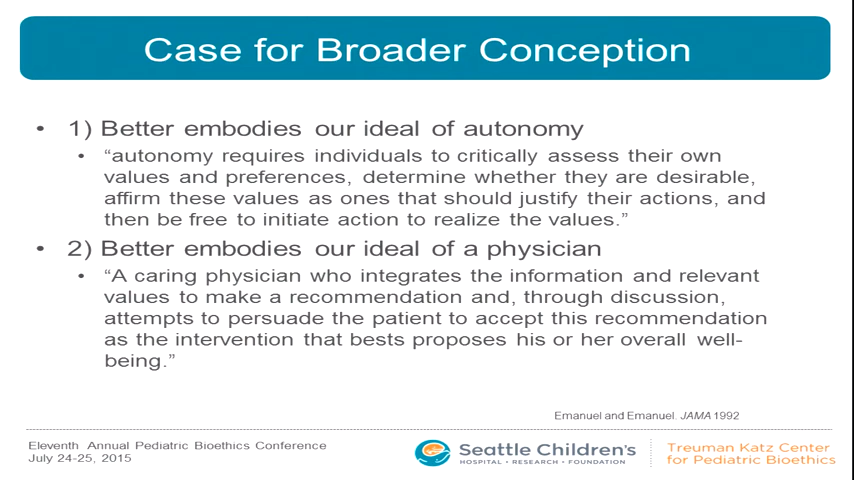 Case for Broader Conception
• 1) Better embodies our ideal of autonomy
• “autonomy requires individuals to critically assess their own
values and preferences, determine whether they are desirable,
affirm these values as ones that should justify their actions, and
then be free to initiate action to realize the values.”
• 2) Better embodies our ideal of a physician
• “A caring physician who integrates the information and relevant
values to make a recommendation and, through discussion,
attempts to persuade the patient to accept this recommendation
as the intervention that bests proposes his or her overall well-
being.”
Emanuel and Emanuel. JAMA 1992
Eleventh Annual Pediatric Bioethics Conference
July 24-25, 2015
Seattle Children's
HOSPITAL • RESEARCH • FOUNDATION
Treuman Katz Center
for Pediatric Bioethics